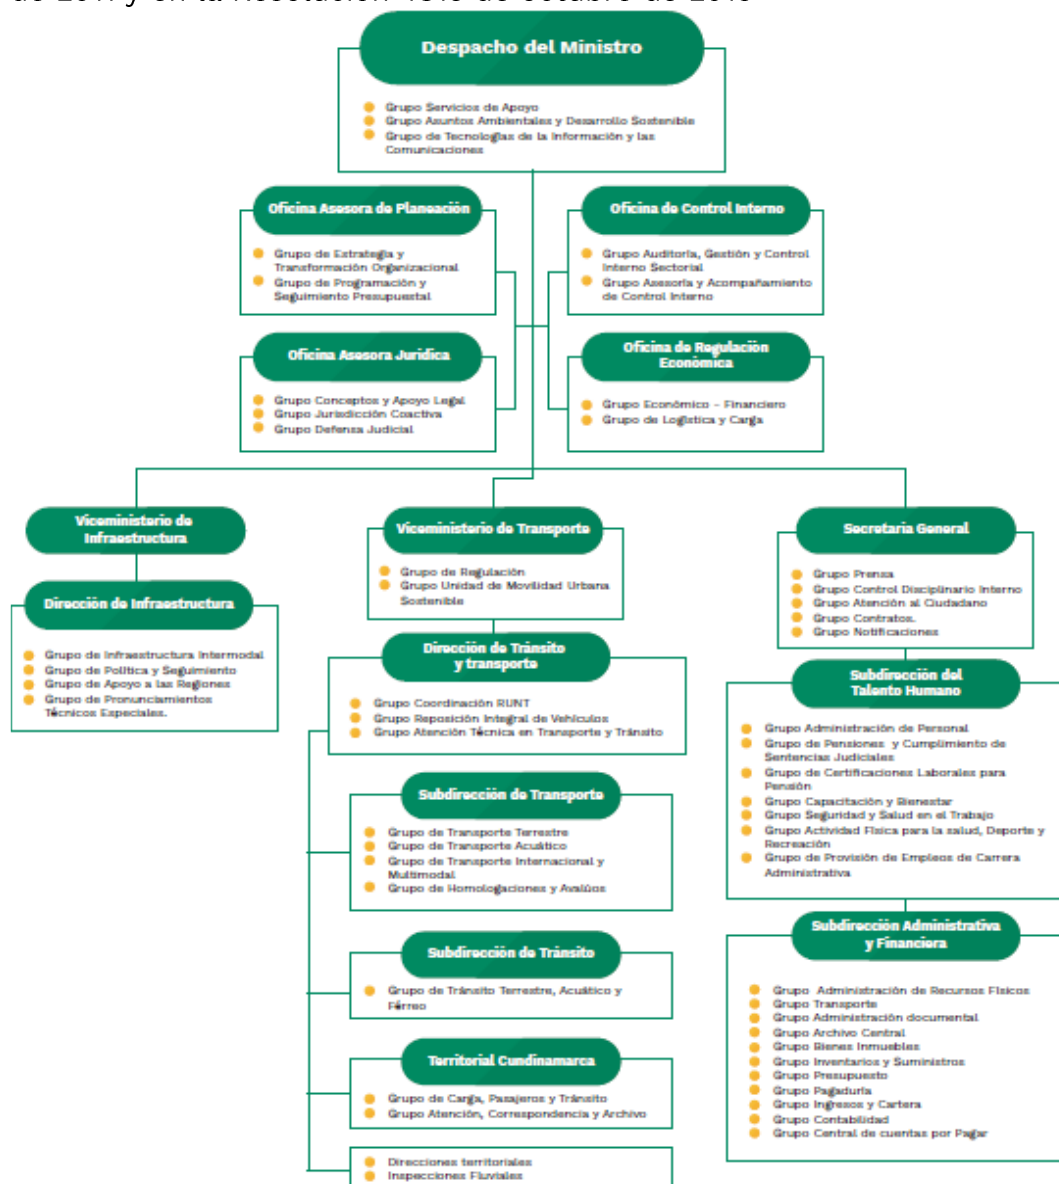 Despacho del Ministro
Grupo Servicios de Apoyo
Grupo Asuntos Ambientales y Desarrollo Sostenible
Grupo de Tecnologías de la Información y las
Comunicaciones
Oficina Asesora de Planeación
Grupo de Estrategia y
Transformación Organizacional
Grupo de Programación y
Seguimiento Presupuestal
Oficina de Control Interno
Grupo Auditoría, Gestión y Control
Interno Sectorial
Grupo Asesoría y Acompañamiento
de Control Interno
Oficina Asesora Jurídica
Grupo Conceptos y Apoyo Legal
Grupo Jurisdicción Coactiva
Grupo Defensa Judicial
Oficina de Regulación
Económica
Grupo Económico - Financiero
Grupo de Logística y Carga
Viceministerio de
Infraestructura
Dirección de Infraestructura
Grupo de Infraestructura Intermodal
Grupo de Política y Seguimiento
Grupo de Apoyo a las Regiones
Grupo de Pronunciamientos
Técnicos Especiales.
Viceministerio de Transporte
Grupo de Regulación
Grupo Unidad de Movilidad Urbana
Sostenible
Dirección de Tránsito
y transporte
Grupo Coordinación RUNT
Grupo Reposición Integral de Vehículos
Grupo Atención Técnica en Transporte y Tránsito
Subdirección de Transporte
Grupo de Transporte Terrestre
Grupo de Transporte Acuático
Grupo de Transporte Internacional y
Multimodal
Grupo de Homologaciones y Avalúos
Subdirección de Tránsito
Grupo de Tránsito Terrestre, Acuático y
Férreo
Territorial Cundinamarca
Grupo de Carga, Pasajeros y Tránsito
Grupo Atención, Correspondencia y Archivo
Direcciones territoriales
Inspecciones Fluviales
Secretaria General
Grupo Prensa
Grupo Control Disciplinario Interno
Grupo Atención al Ciudadano
Grupo Contratos.
Grupo Notificaciones
Subdirección del
Talento Humano
Grupo Administración de Personal
Grupo de Pensiones y Cumplimiento de
Sentencias Judiciales
Grupo de Certificaciones Laborales para
Pensión
Grupo Capacitación y Bienestar
Grupo Seguridad y Salud en el Trabajo
Grupo Actividad Física para la salud, Deporte y
Recreación
Grupo de Provisión de Empleos de Carrera
Administrativa
Subdirección Administrativa
y Financiera
Grupo Administración de Recursos Físicos
Grupo Transporte
Grupo Administración documental
Grupo Archivo Central
Grupo Bienes Inmuebles
Grupo Inventarios y Suministros
Grupo Presupuesto
Grupo Pagaduría
Grupo Ingresos y Cartera
Grupo Contabilidad
Grupo Central de cuentas por Pagar